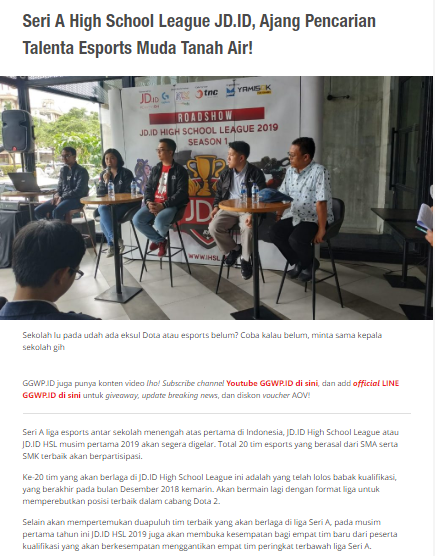 Seri A High School League JD.ID, Ajang Pencarian
Talenta Esports Muda Tanah Air!
JD.ID
tnc
YAMISOK
ROADSHOW
JD.ID HIGH SCHOOL LEAGUE 2019
SEASON 1
JD.I
WWW.IHSL.
Sekolah lu pada udah ada eksul Dota atau esports belum? Coba kalau belum, minta sama kepala
sekolah gih
GGWP.ID juga punya konten video lho! Subscribe channel Youtube GGWP.ID di sini, dan add official LINE
GGWP.ID di sini untuk giveaway, update breaking news, dan diskon voucher AOV!
Seri A liga esports antar sekolah menengah atas pertama di Indonesia, JD.ID High School League atau
JD.ID HSL musim pertama 2019 akan segera digelar. Total 20 tim esports yang berasal dari SMA serta
SMK terbaik akan berpartisipasi.
Ke-20 tim yang akan berlaga di JD.ID High School League ini adalah yang telah lolos babak kualifikasi,
yang berakhir pada bulan Desember 2018 kemarin. Akan bermain lagi dengan format liga untuk
memperebutkan posisi terbaik dalam cabang Dota 2.
Selain akan mempertemukan duapuluh tim terbaik yang akan berlaga di liga Seri A, pada musim
pertama tahun ini JD.ID HSL 2019 juga akan membuka kesempatan bagi empat tim baru dari peserta
kualifikasi yang akan berkesempatan menggantikan empat tim peringkat terbawah liga Seri A.